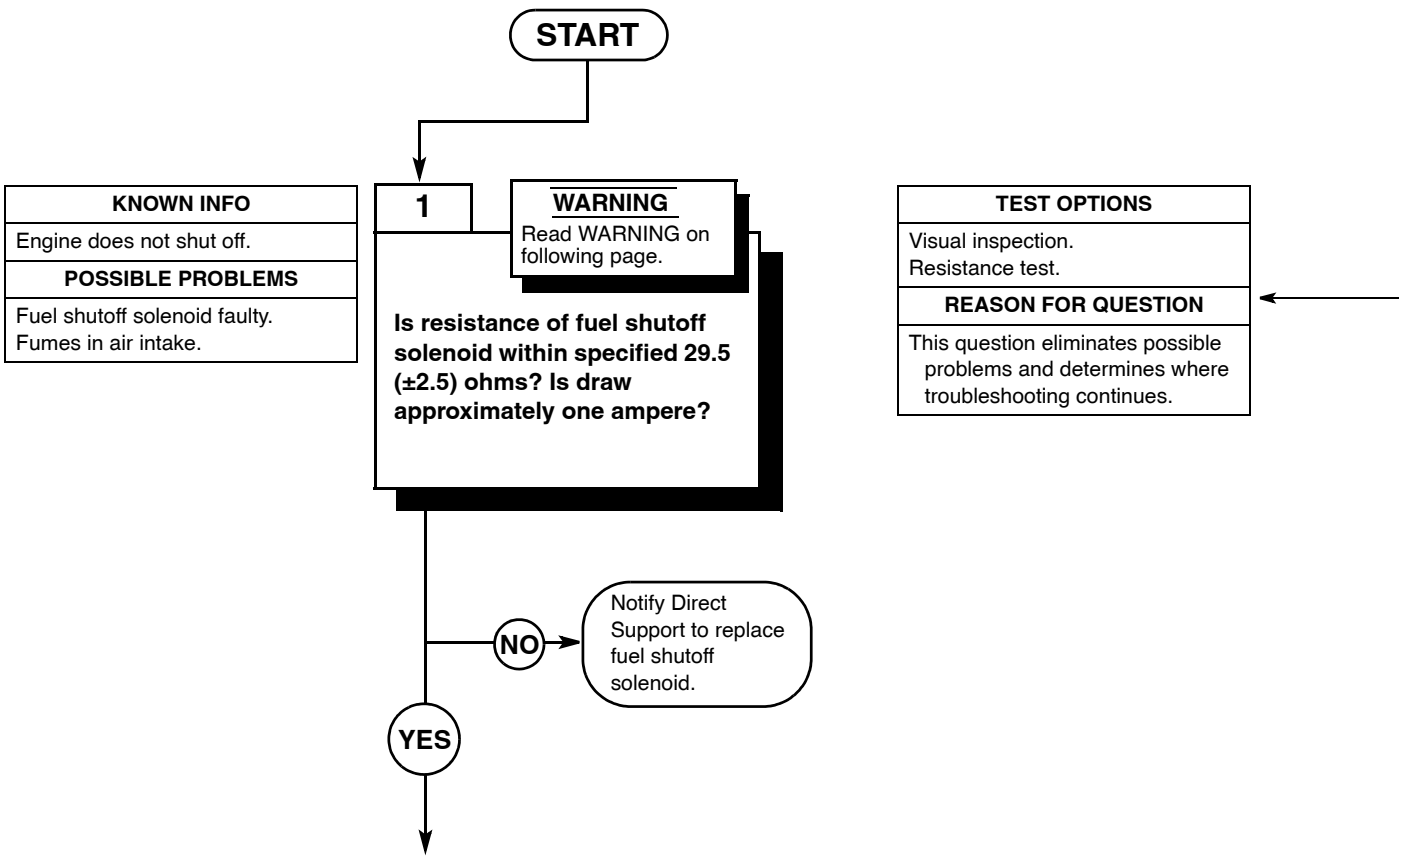 START
KNOWN INFO
Engine does not shut off.
POSSIBLE PROBLEMS
Fuel shutoff solenoid faulty.
Fumes in air intake.
1
WARNING
Read WARNING on
following page.
Is resistance of fuel shutoff
solenoid within specified 29.5
(±2.5) ohms? Is draw
approximately one ampere?
TEST OPTIONS
Visual inspection.
Resistance test.
REASON FOR QUESTION
This question eliminates possible
problems and determines where
troubleshooting continues.
NO
Notify Direct
Support to replace
fuel shutoff
solenoid.
YES